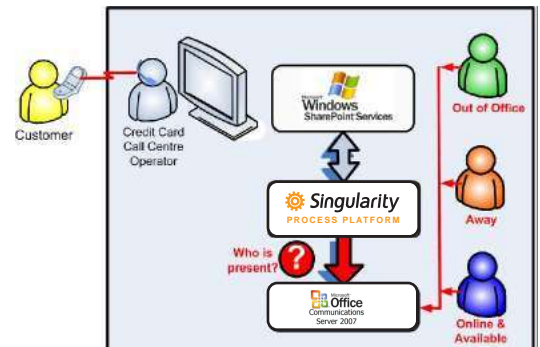 Customer
Credit Card
Call Centre
Operator
Microsoft
Windows
SharePoint Services
Singularity
PROCESS PLATFORM
Who is
present?
?
Microsoft
Office
Communications
Server 2007
Out of Office
Away
Online &
Available